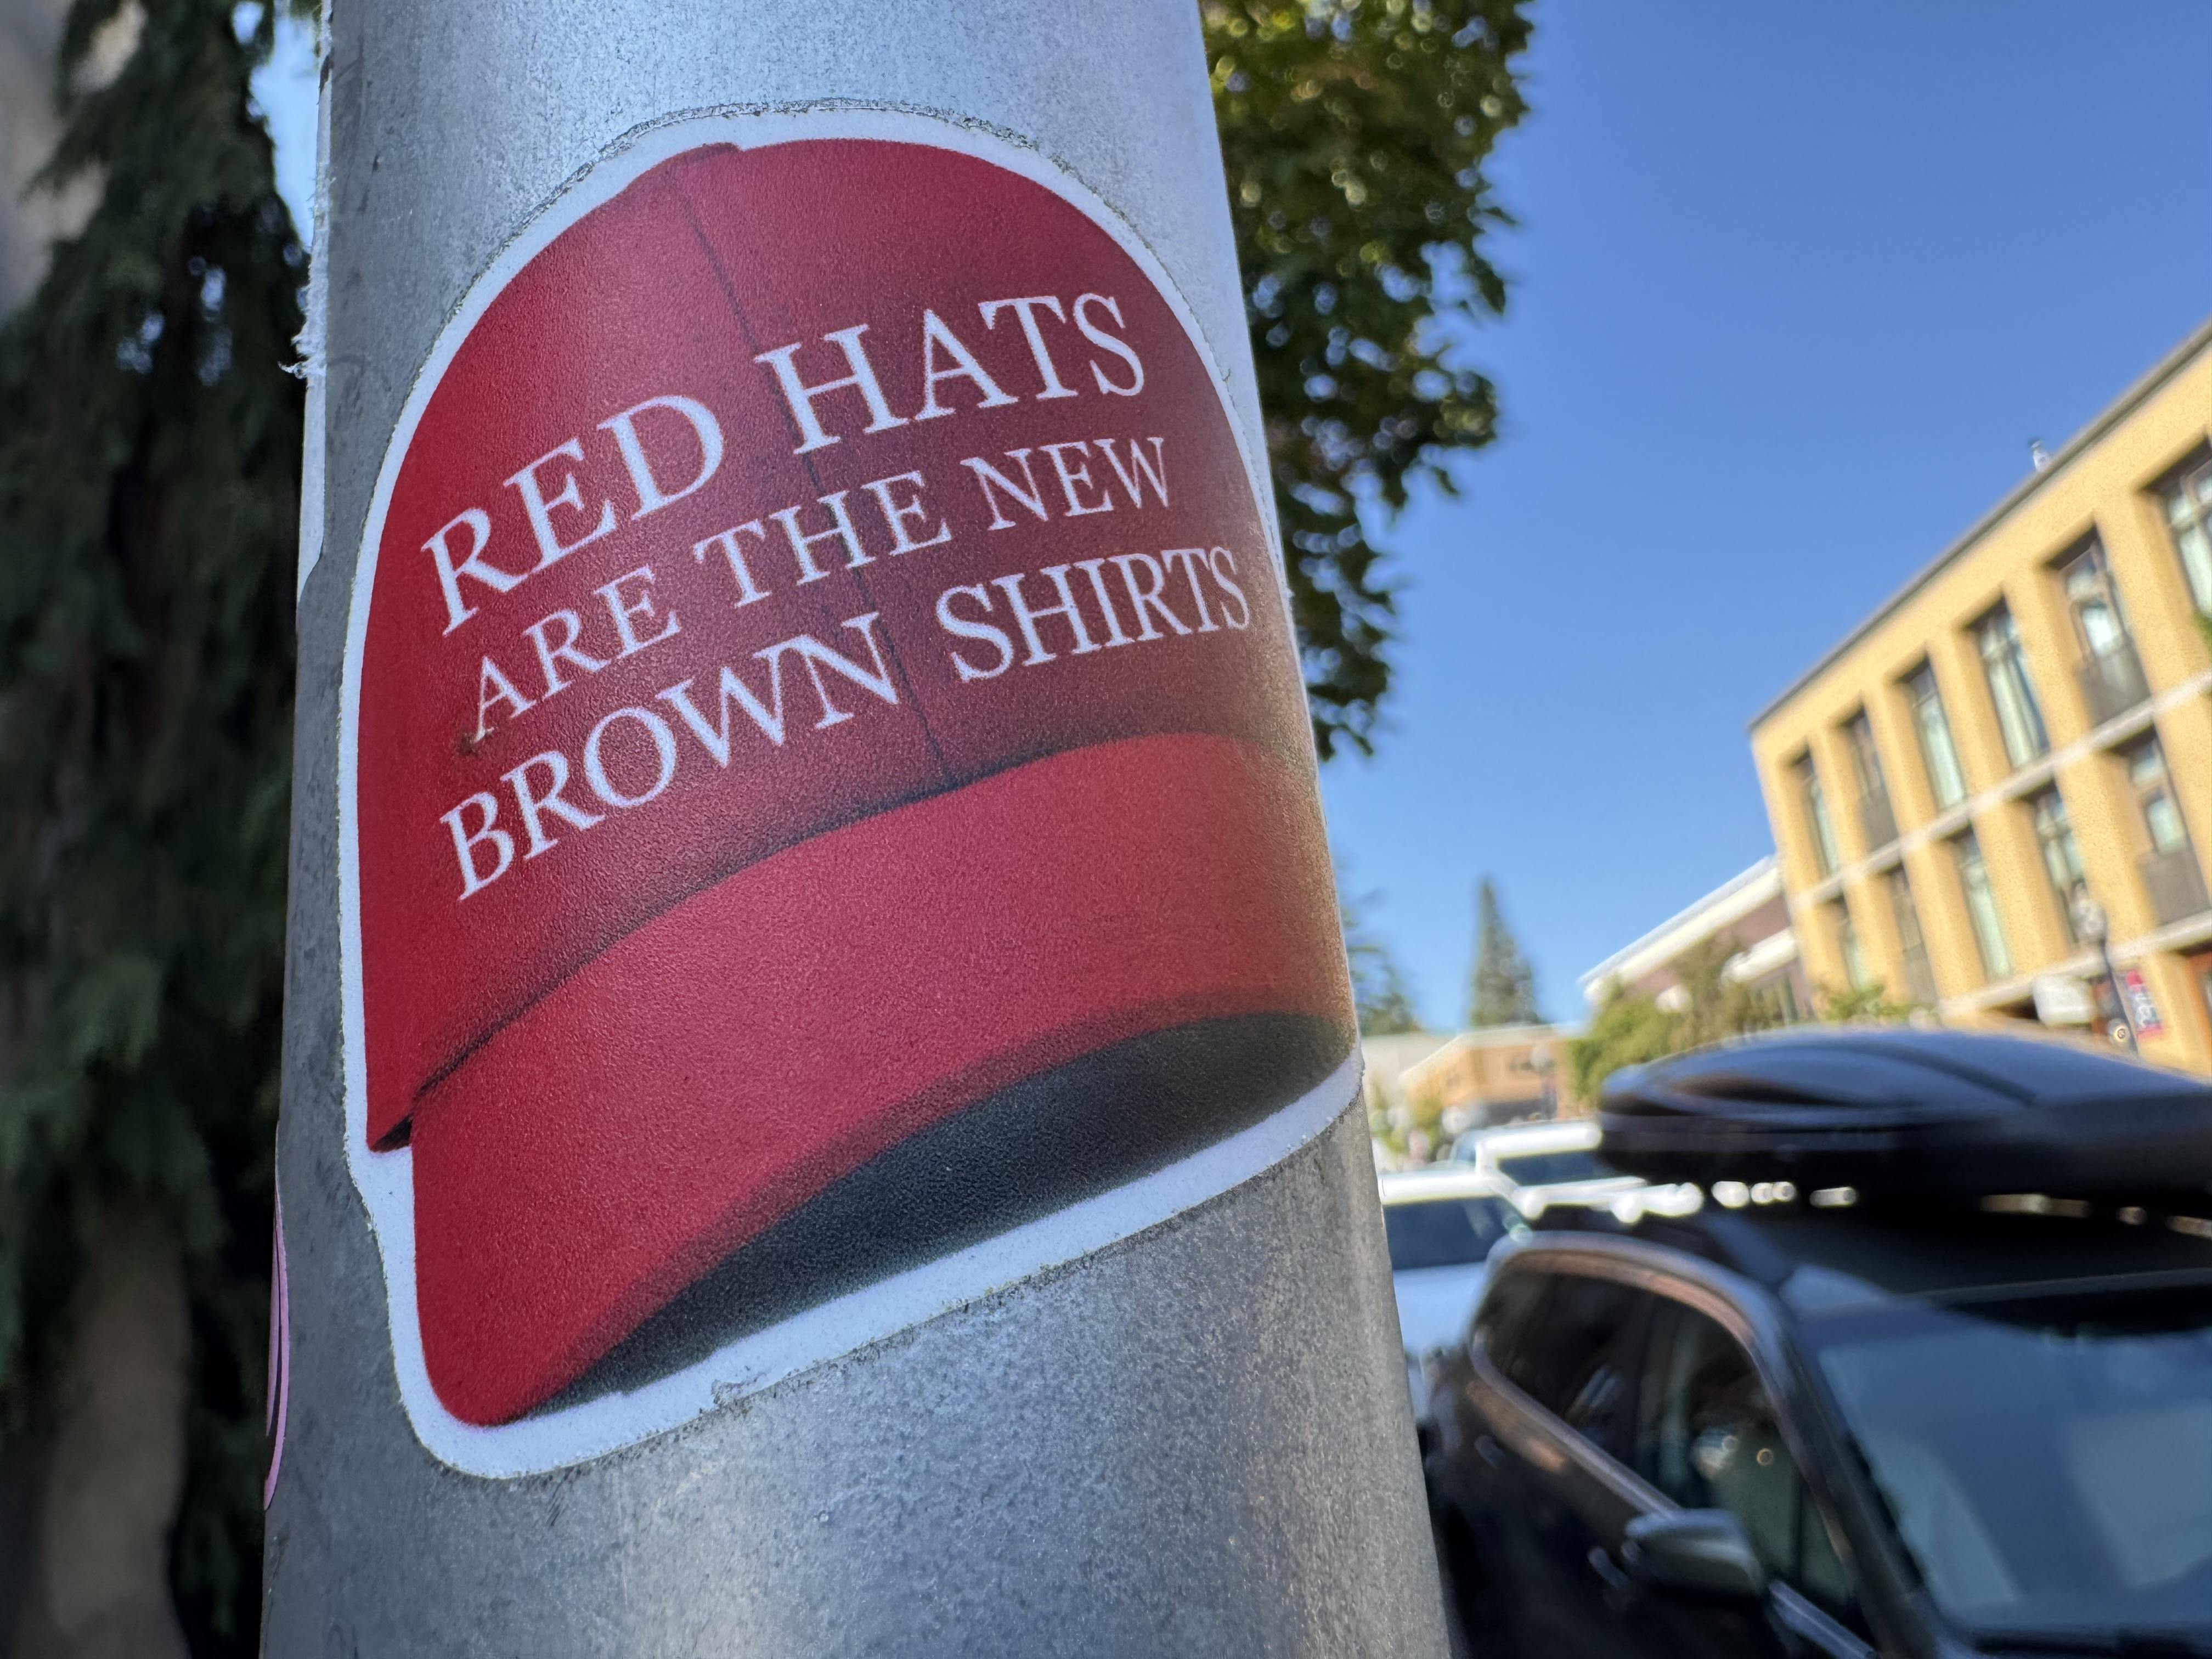 RED HATS
ARE THE NEW
BROWN SHIRTS